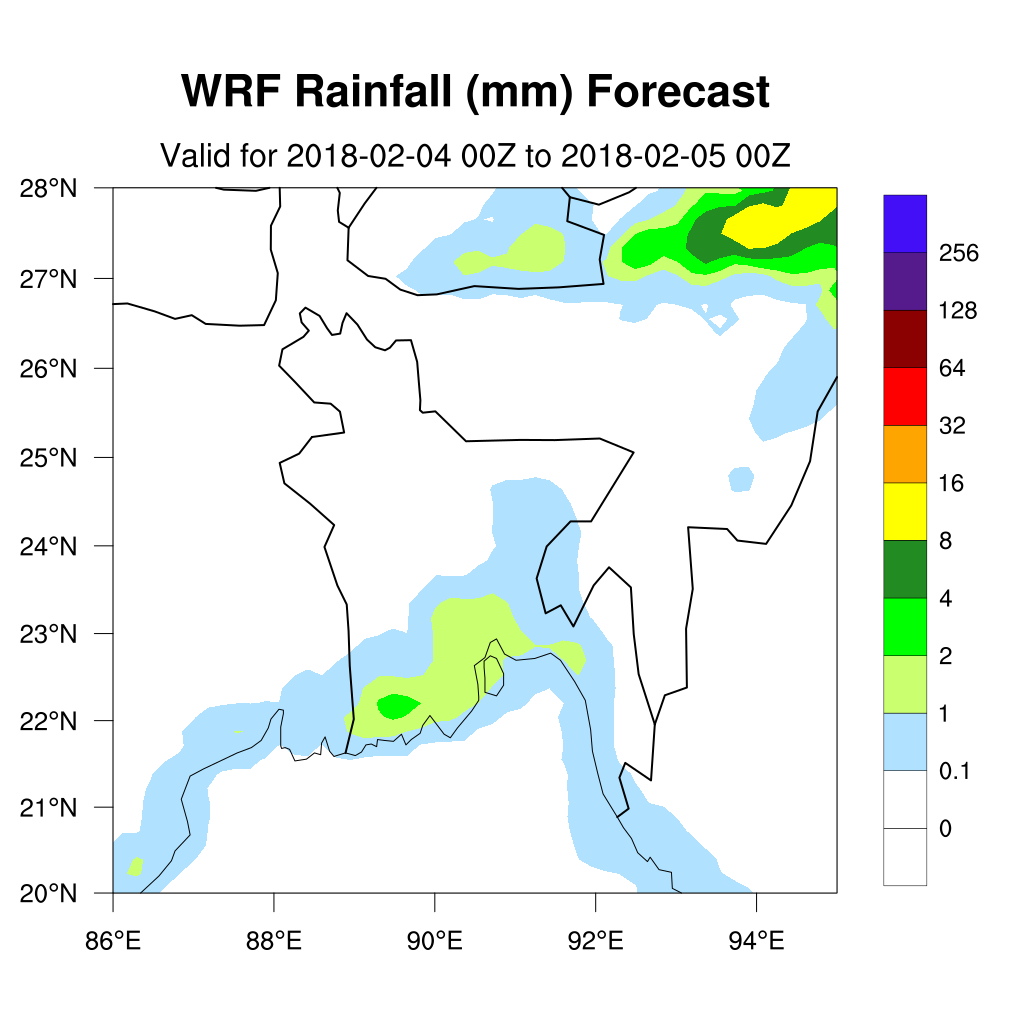 WRF Rainfall (mm) Forecast
Valid for 2018-02-04 00Z to 2018-02-05 00Z
28°N
27°N
26°N
25°N
24°N
23°N
22°N
21°N
20°N
86°E 88°E 90°E 92°E 94°E
256
128
64
32
16
8
4
2
1
0.1
0